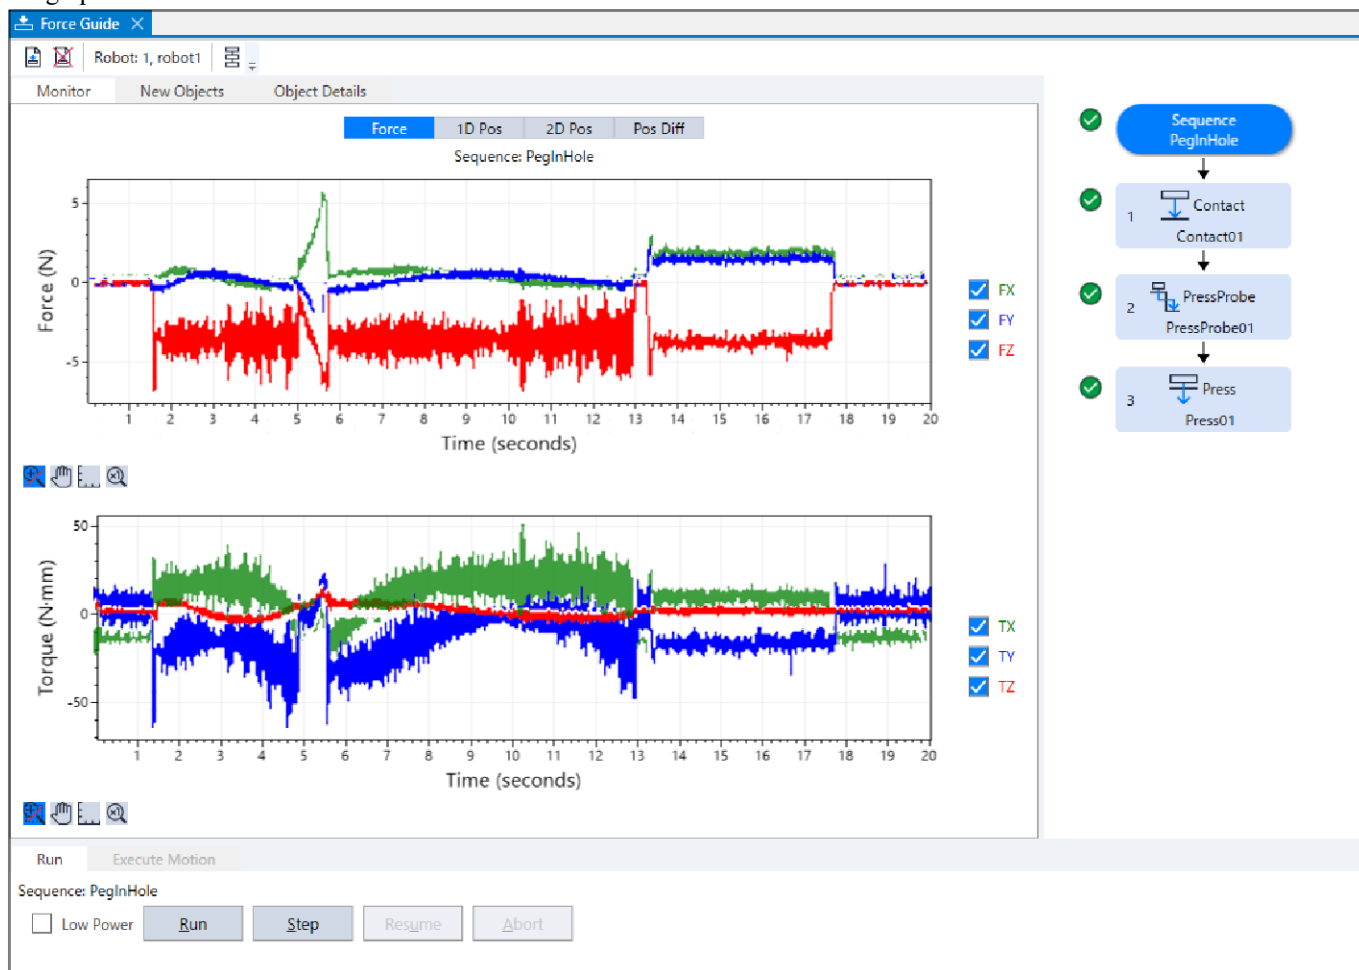 Force Guide
Robot: 1, robot1
Monitor New Objects Object Details
Force 1D Pos 2D Pos Pos Diff
Sequence: PegInHole
Force (N)
5
0
-5
1 2 3 4 5 6 7 8 9 10 11 12 13 14 15 16 17 18 19 20
Time (seconds)
FX
FY
FZ
Torque (N·mm)
50
0
-50
1 2 3 4 5 6 7 8 9 10 11 12 13 14 15 16 17 18 19 20
Time (seconds)
TX
TY
TZ
Sequence
PegInHole
1 Contact
Contact01
2 PressProbe
PressProbe01
3 Press
Press01
Run Execute Motion
Sequence: PegInHole
Low Power Run Step Resume Abort